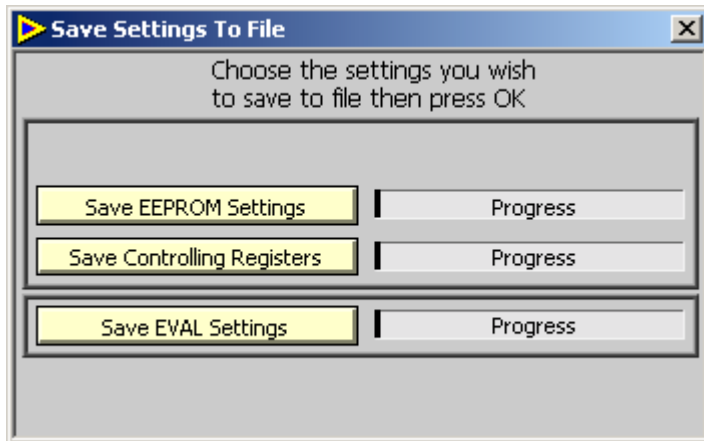 Save Settings To File
Choose the settings you wish
to save to file then press OK
Save EEPROM Settings
Progress
Save Controlling Registers
Progress
Save EVAL Settings
Progress